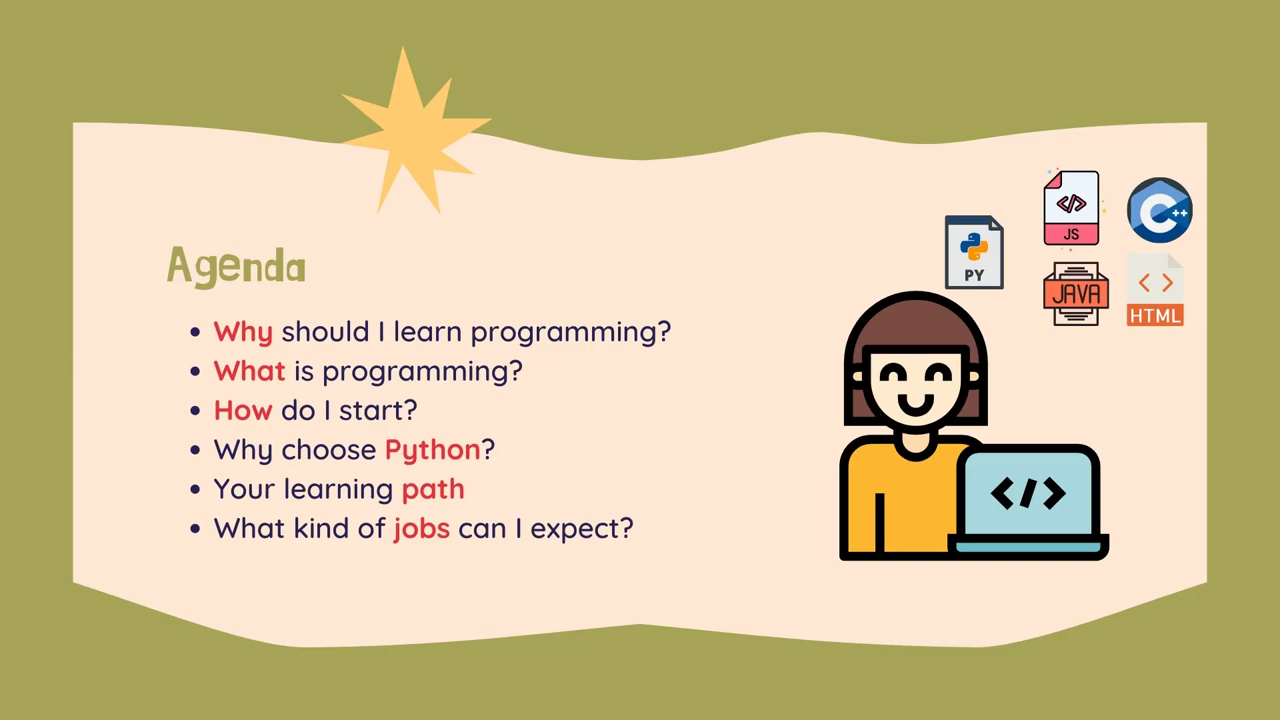 Agenda
• Why should I learn programming?
• What is programming?
• How do I start?
• Why choose Python?
• Your learning path
• What kind of jobs can I expect?
PY
</>
JS
C++
JAVA
< >
HTML
</>